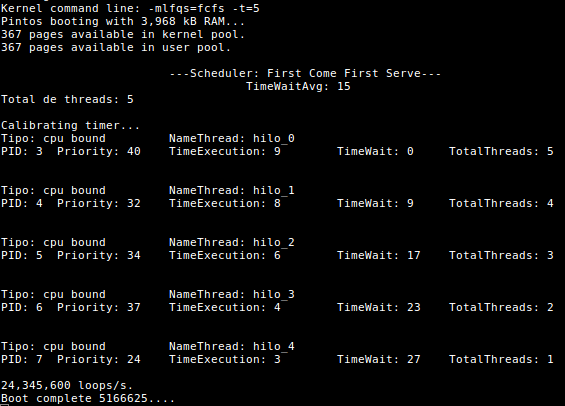 Kernel command line: -mlfqs=fcfs -t=5
Pintos booting with 3,968 kB RAM...
367 pages available in kernel pool.
367 pages available in user pool.
---Scheduler: First Come First Serve---
TimeWaitAvg: 15
Total de threads: 5
Calibrating timer...
Tipo: cpu bound NameThread: hilo_0
PID: 3 Priority: 40 TimeExecution: 9 TimeWait: 0 TotalThreads: 5
Tipo: cpu bound NameThread: hilo_1
PID: 4 Priority: 32 TimeExecution: 8 TimeWait: 9 TotalThreads: 4
Tipo: cpu bound NameThread: hilo_2
PID: 5 Priority: 34 TimeExecution: 6 TimeWait: 17 TotalThreads: 3
Tipo: cpu bound NameThread: hilo_3
PID: 6 Priority: 37 TimeExecution: 4 TimeWait: 23 TotalThreads: 2
Tipo: cpu bound NameThread: hilo_4
PID: 7 Priority: 24 TimeExecution: 3 TimeWait: 27 TotalThreads: 1
24,345,600 loops/s.
Boot complete 5166625....